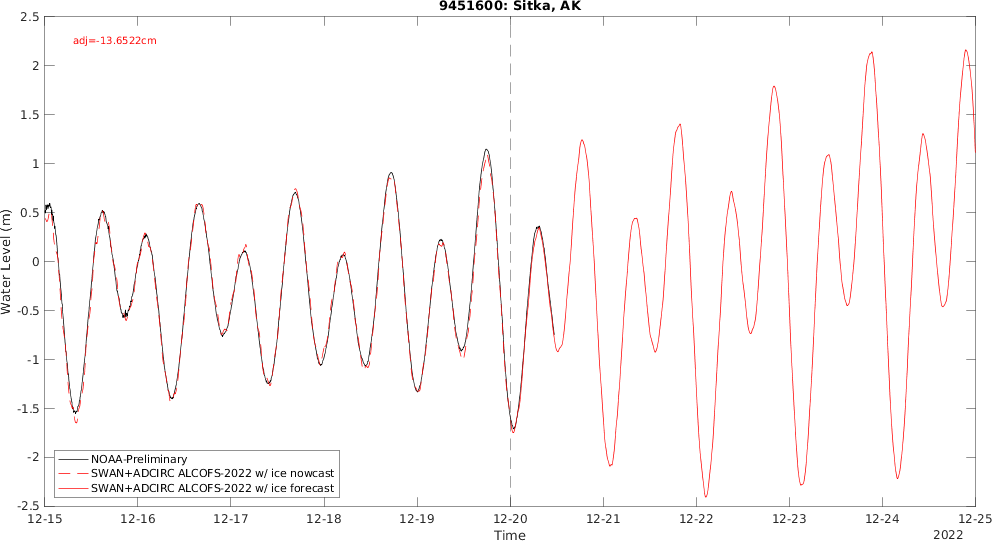 9451600: Sitka, AK
adj=-13.6522cm
2.5
2
1.5
1
0.5
0
-0.5
-1
-1.5
-2
-2.5
Water Level (m)
NOAA-Preliminary
SWAN+ADCIRC ALCOFS-2022 w/ ice nowcast
SWAN+ADCIRC ALCOFS-2022 w/ ice forecast
12-15 12-16 12-17 12-18 12-19 12-20 12-21 12-22 12-23 12-24 12-25
Time
2022